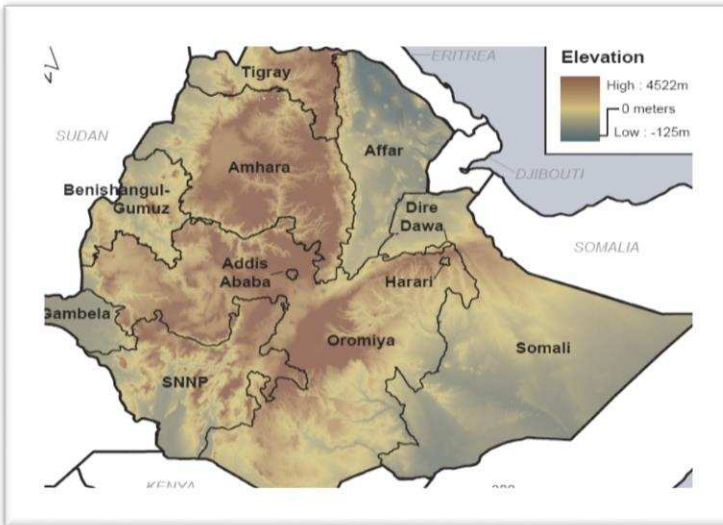 ERITREA
Elevation
High : 4522m
0 meters
Low : -125m
Tigray
SUDAN
Affar
Amhara
DJIBOUTI
Benishangul-
Gumuz
Dire
Dawa
SOMALIA
Addis
Ababa
Harari
Gambela
Oromiya
Somali
SNNP
KENYA